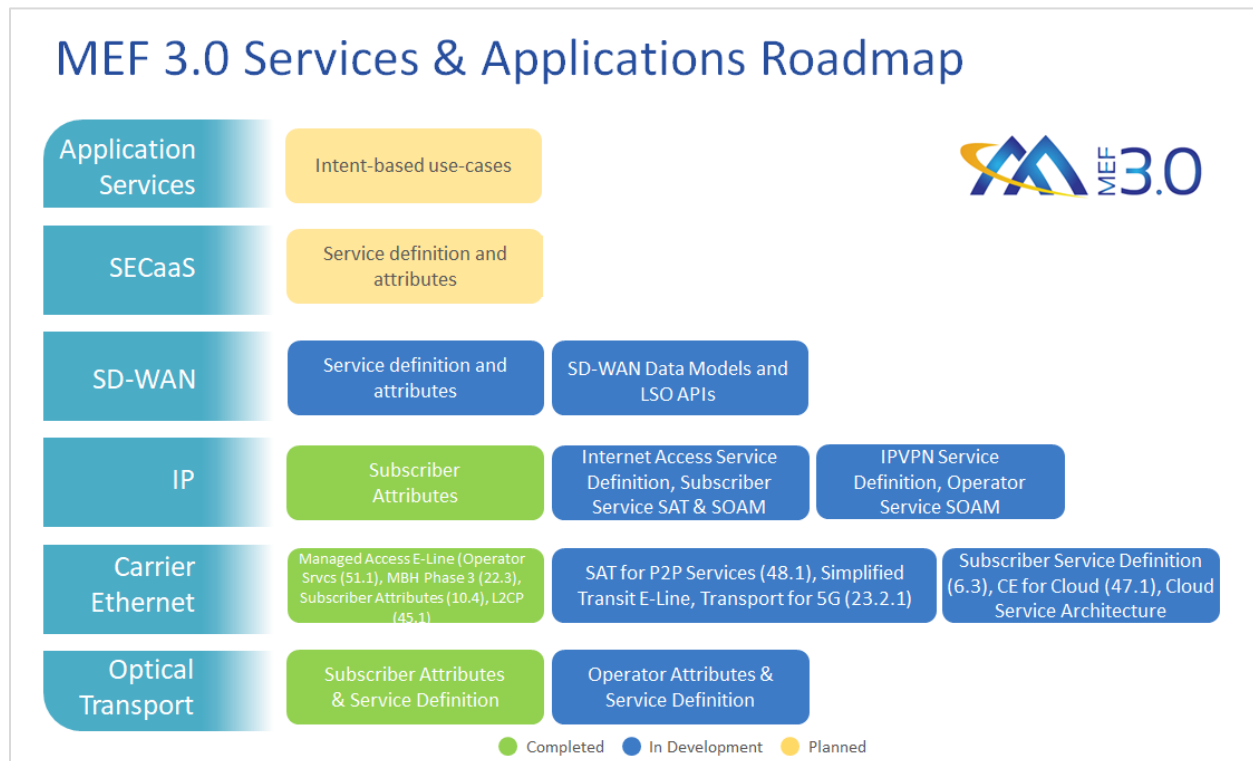 MEF 3.0 Services & Applications Roadmap
MEF 3.0
Application
Services
Intent-based use-cases
SECaaS
Service definition and
attributes
SD-WAN
Service definition and
attributes
SD-WAN Data Models and
LSO APIs
IP
Subscriber
Attributes
Internet Access Service
Definition, Subscriber
Service SAT & SOAM
IPVPN Service
Definition, Operator
Service SOAM
Carrier
Ethernet
Managed Access E-Line (Operator
Srvcs (51.1), MBH Phase 3 (22.3),
Subscriber Attributes (10.4), L2CP
(45.1)
SAT for P2P Services (48.1), Simplified
Transit E-Line, Transport for 5G (23.2.1)
Subscriber Service Definition
(6.3), CE for Cloud (47.1), Cloud
Service Architecture
Optical
Transport
Subscriber Attributes
& Service Definition
Operator Attributes &
Service Definition
Completed
In Development
Planned